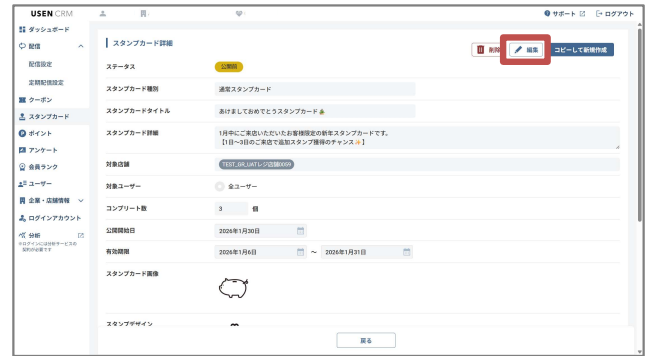 USEN CRM
サポート
ログアウト
ダッシュボード
配信
配信設定
定期配信設定
クーポン
スタンプカード
ポイント
アンケート
会員ランク
ユーザー
企業・店舗情報
ログインアカウント
分析
※ログインには分析サービスの
契約が必要です
スタンプカード詳細
削除
編集
コピーして新規作成
ステータス
公開前
スタンプカード種別
通常スタンプカード
スタンプカードタイトル
あけましておめでとうスタンプカード🎍
スタンプカード詳細
1月中にご来店いただいたお客様限定の新年スタンプカードです。
【1日～3日のご来店で追加スタンプ獲得のチャンス🌅】
対象店舗
TEST_GR_UATレジ店舗0059
対象ユーザー
全ユーザー
コンプリート数
3 個
公開開始日
2026年1月30日
有効期限
2026年1月6日 ～ 2026年1月31日
スタンプカード画像
スタンプデザイン
戻る